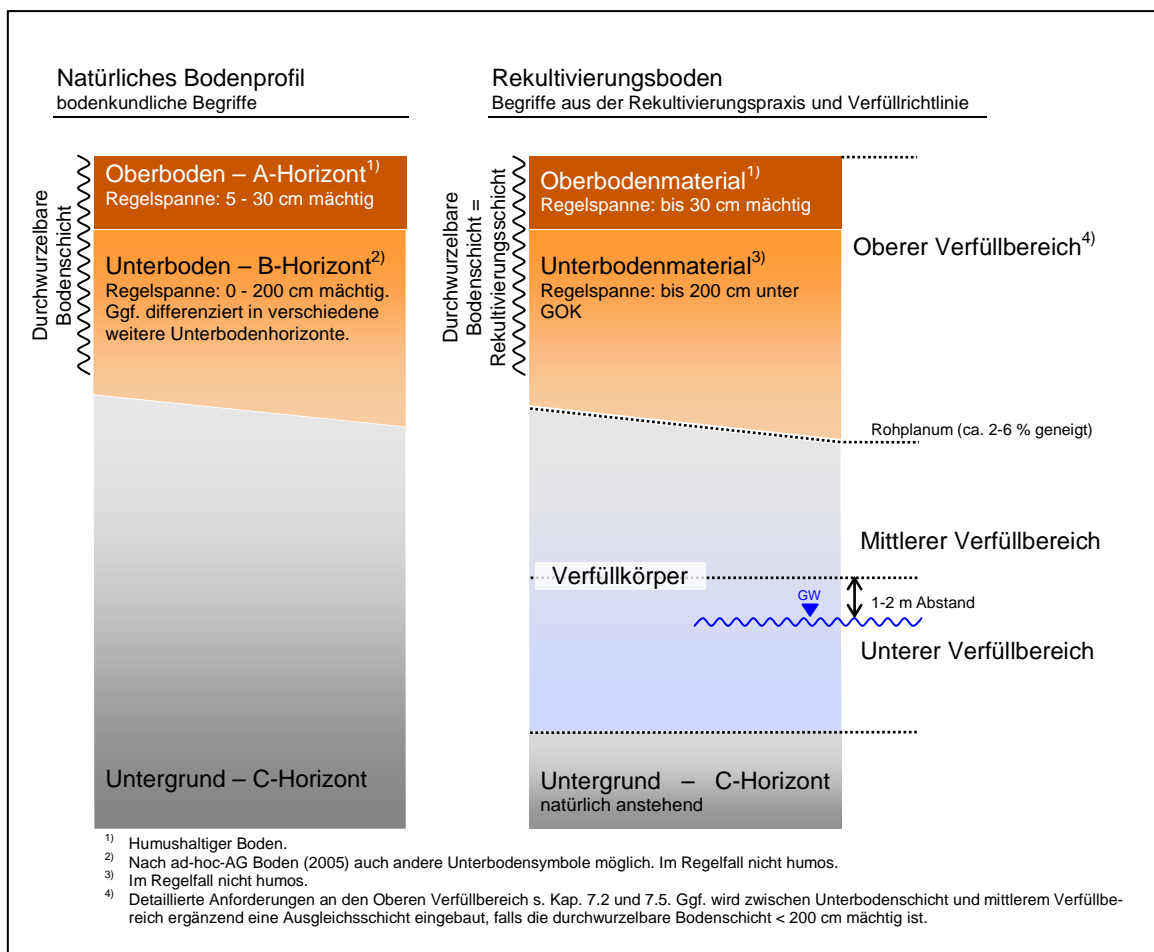 Natürliches Bodenprofil
bodenkundliche Begriffe
Durchwurzelbare
Bodenschicht
Oberboden – A-Horizont1)
Regelspanne: 5 - 30 cm mächtig
Unterboden – B-Horizont2)
Regelspanne: 0 - 200 cm mächtig.
Ggf. differenziert in verschiedene
weitere Unterbodenhorizonte.
Untergrund – C-Horizont
Rekultivierungsboden
Begriffe aus der Rekultivierungspraxis und Verfüllrichtlinie
Durchwurzelbare
Bodenschicht =
Rekultivierungsschicht
Oberbodenmaterial1)
Regelspanne: bis 30 cm mächtig
Unterbodenmaterial3)
Regelspanne: bis 200 cm unter
GOK
Oberer Verfüllbereich4)
Rohplanum (ca. 2-6 % geneigt)
Mittlerer Verfüllbereich
Verfüllkörper
GW
1-2 m Abstand
Unterer Verfüllbereich
Untergrund – C-Horizont
natürlich anstehend
1) Humushaltiger Boden.
2) Nach ad-hoc-AG Boden (2005) auch andere Unterbodensymbole möglich. Im Regelfall nicht humos.
3) Im Regelfall nicht humos.
4) Detaillierte Anforderungen an den Oberen Verfüllbereich s. Kap. 7.2 und 7.5. Ggf. wird zwischen Unterbodenschicht und mittlerem Verfüllbe-
reich ergänzend eine Ausgleichsschicht eingebaut, falls die durchwurzelbare Bodenschicht < 200 cm mächtig ist.